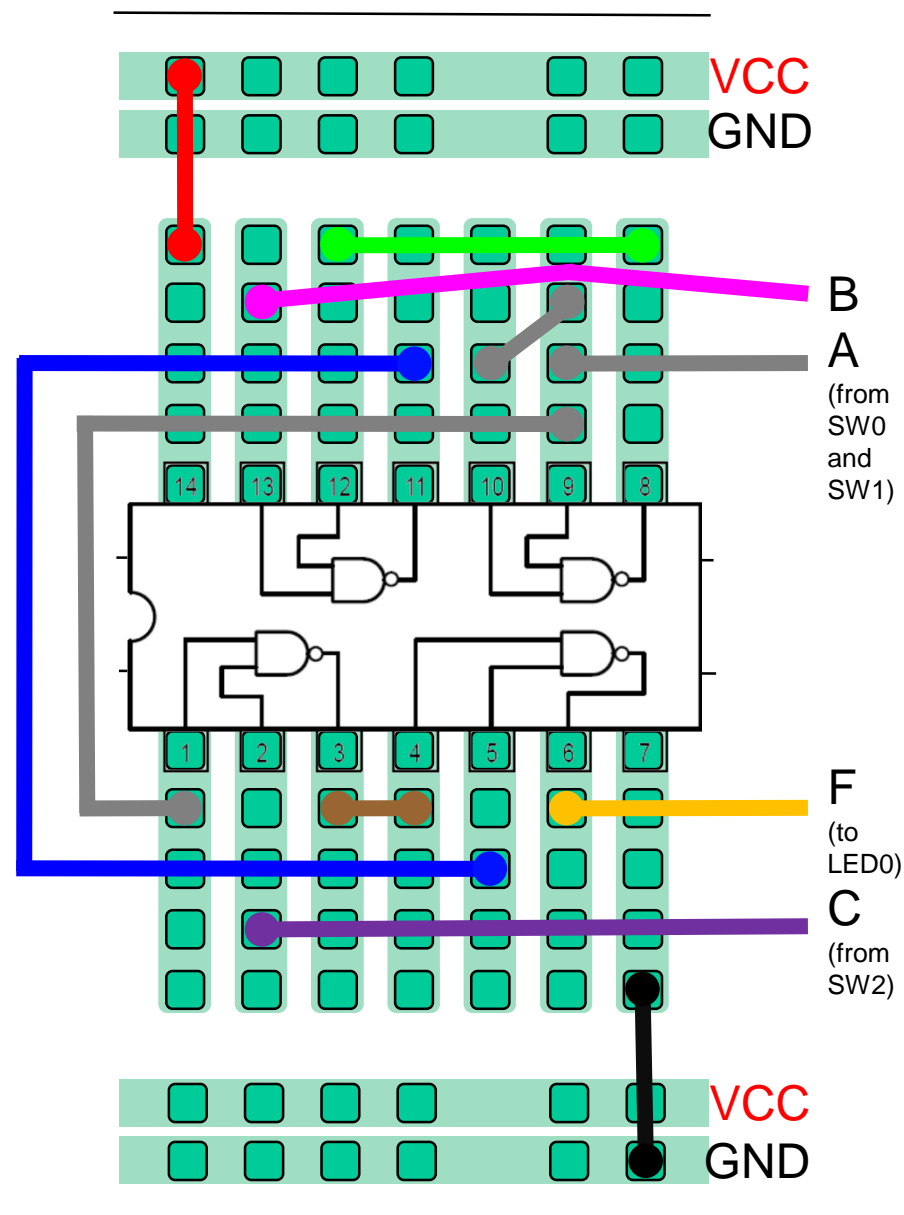 VCC
GND
B
A
(from
SW0
and
SW1)
14 13 12 11 10 9 8
1 2 3 4 5 6 7
F
(to
LED0)
C
(from
SW2)
VCC
GND